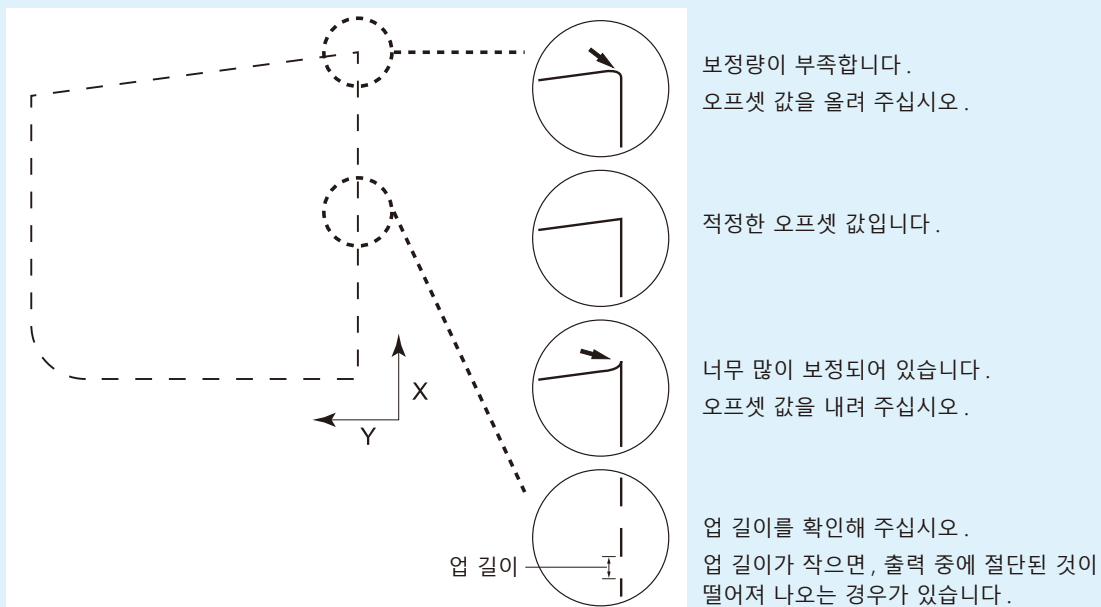 보정량이 부족합니다.
오프셋 값을 올려 주십시오.
적정한 오프셋 값입니다.
X
Y
너무 많이 보정되어 있습니다.
오프셋 값을 내려 주십시오.
업 길이
업 길이를 확인해 주십시오.
업 길이가 작으면, 출력 중에 절단된 것이
떨어져 나오는 경우가 있습니다.